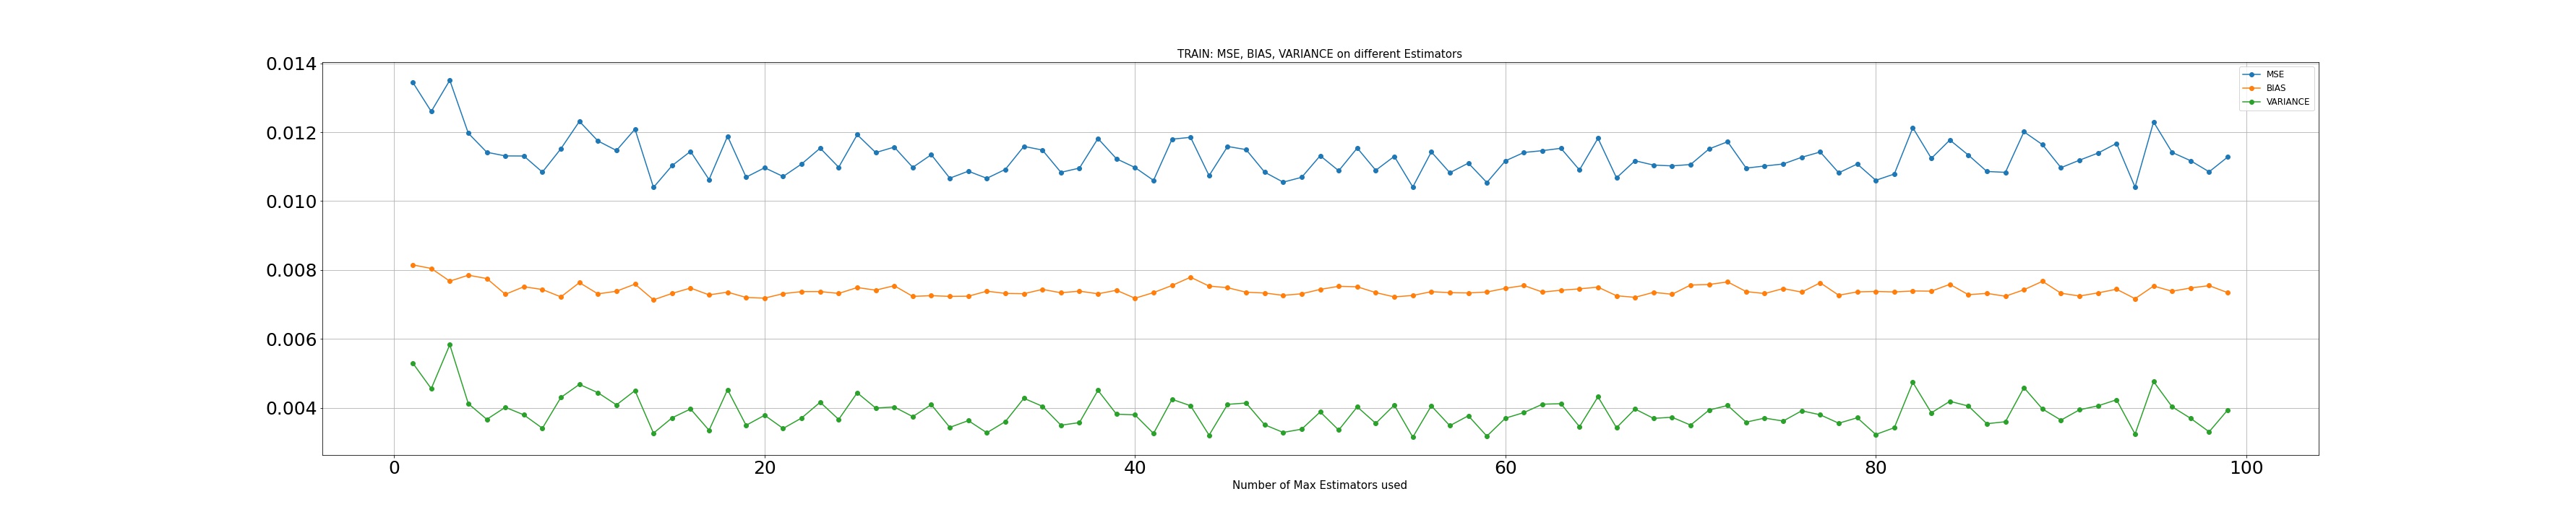 TRAIN: MSE, BIAS, VARIANCE on different Estimators
0.014
0.012
0.010
0.008
0.006
0.004
MSE
BIAS
VARIANCE
0 20 40 60 80 100
Number of Max Estimators used